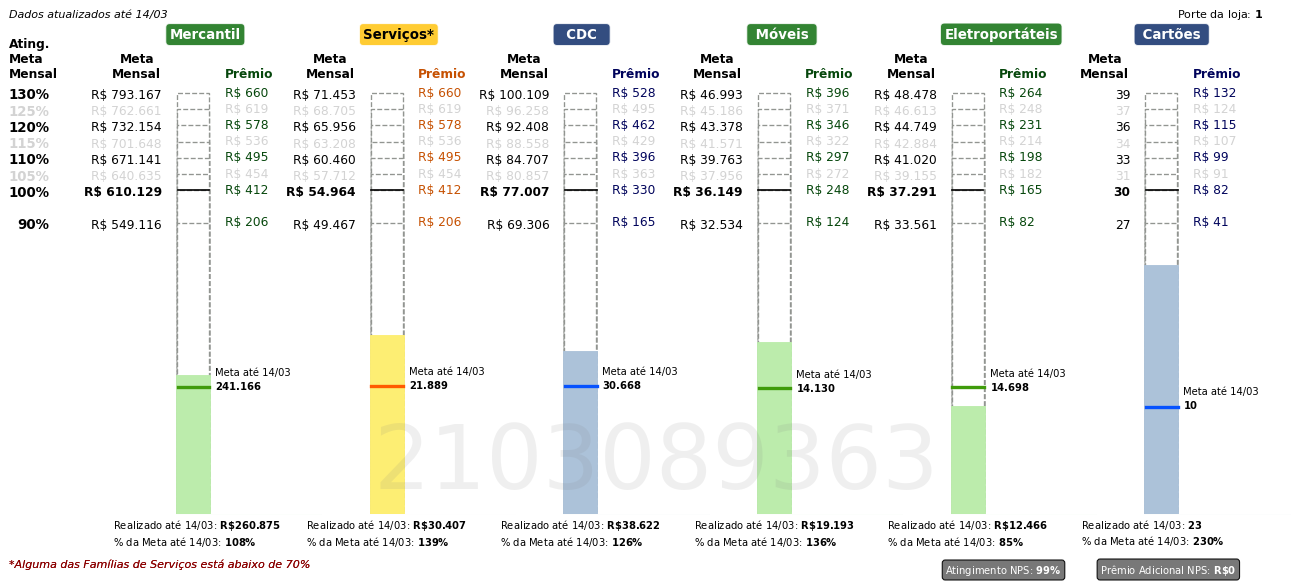 Dados atualizados até 14/03
Porte da loja: 1
Mercantil Serviços* CDC Móveis Eletroportáteis Cartões
Ating. Meta Mensal
Meta Mensal Prêmio Meta Mensal Prêmio Meta Mensal Prêmio Meta Mensal Prêmio Meta Mensal Prêmio Meta Mensal Prêmio
130% R$ 793.167 R$ 660 R$ 71.453 R$ 660 R$ 100.109 R$ 528 R$ 46.993 R$ 396 R$ 48.478 R$ 264 39 R$ 132
125% R$ 762.661 R$ 619 R$ 68.705 R$ 619 R$ 96.258 R$ 495 R$ 45.186 R$ 371 R$ 46.613 R$ 248 37 R$ 124
120% R$ 732.154 R$ 578 R$ 65.956 R$ 578 R$ 92.408 R$ 462 R$ 43.378 R$ 346 R$ 44.749 R$ 231 36 R$ 115
115% R$ 701.648 R$ 536 R$ 63.208 R$ 536 R$ 88.558 R$ 429 R$ 41.571 R$ 322 R$ 42.884 R$ 214 34 R$ 107
110% R$ 671.141 R$ 495 R$ 60.460 R$ 495 R$ 84.707 R$ 396 R$ 39.763 R$ 297 R$ 41.020 R$ 198 33 R$ 99
105% R$ 640.635 R$ 454 R$ 57.712 R$ 454 R$ 80.857 R$ 363 R$ 37.956 R$ 272 R$ 39.155 R$ 182 31 R$ 91
100% R$ 610.129 R$ 412 R$ 54.964 R$ 412 R$ 77.007 R$ 330 R$ 36.149 R$ 248 R$ 37.291 R$ 165 30 R$ 82
90% R$ 549.116 R$ 206 R$ 49.467 R$ 206 R$ 69.306 R$ 165 R$ 32.534 R$ 124 R$ 33.561 R$ 82 27 R$ 41
Meta até 14/03 Meta até 14/03 Meta até 14/03 Meta até 14/03 Meta até 14/03 Meta até 14/03
241.166 21.889 30.668 14.130 14.698 10
2103089363
Realizado até 14/03: R$260.875 Realizado até 14/03: R$30.407 Realizado até 14/03: R$38.622 Realizado até 14/03: R$19.193 Realizado até 14/03: R$12.466 Realizado até 14/03: 23
% da Meta até 14/03: 108% % da Meta até 14/03: 139% % da Meta até 14/03: 126% % da Meta até 14/03: 136% % da Meta até 14/03: 85% % da Meta até 14/03: 230%
*Alguma das Famílias de Serviços está abaixo de 70%
Atingimento NPS: 99% Prêmio Adicional NPS: R$0